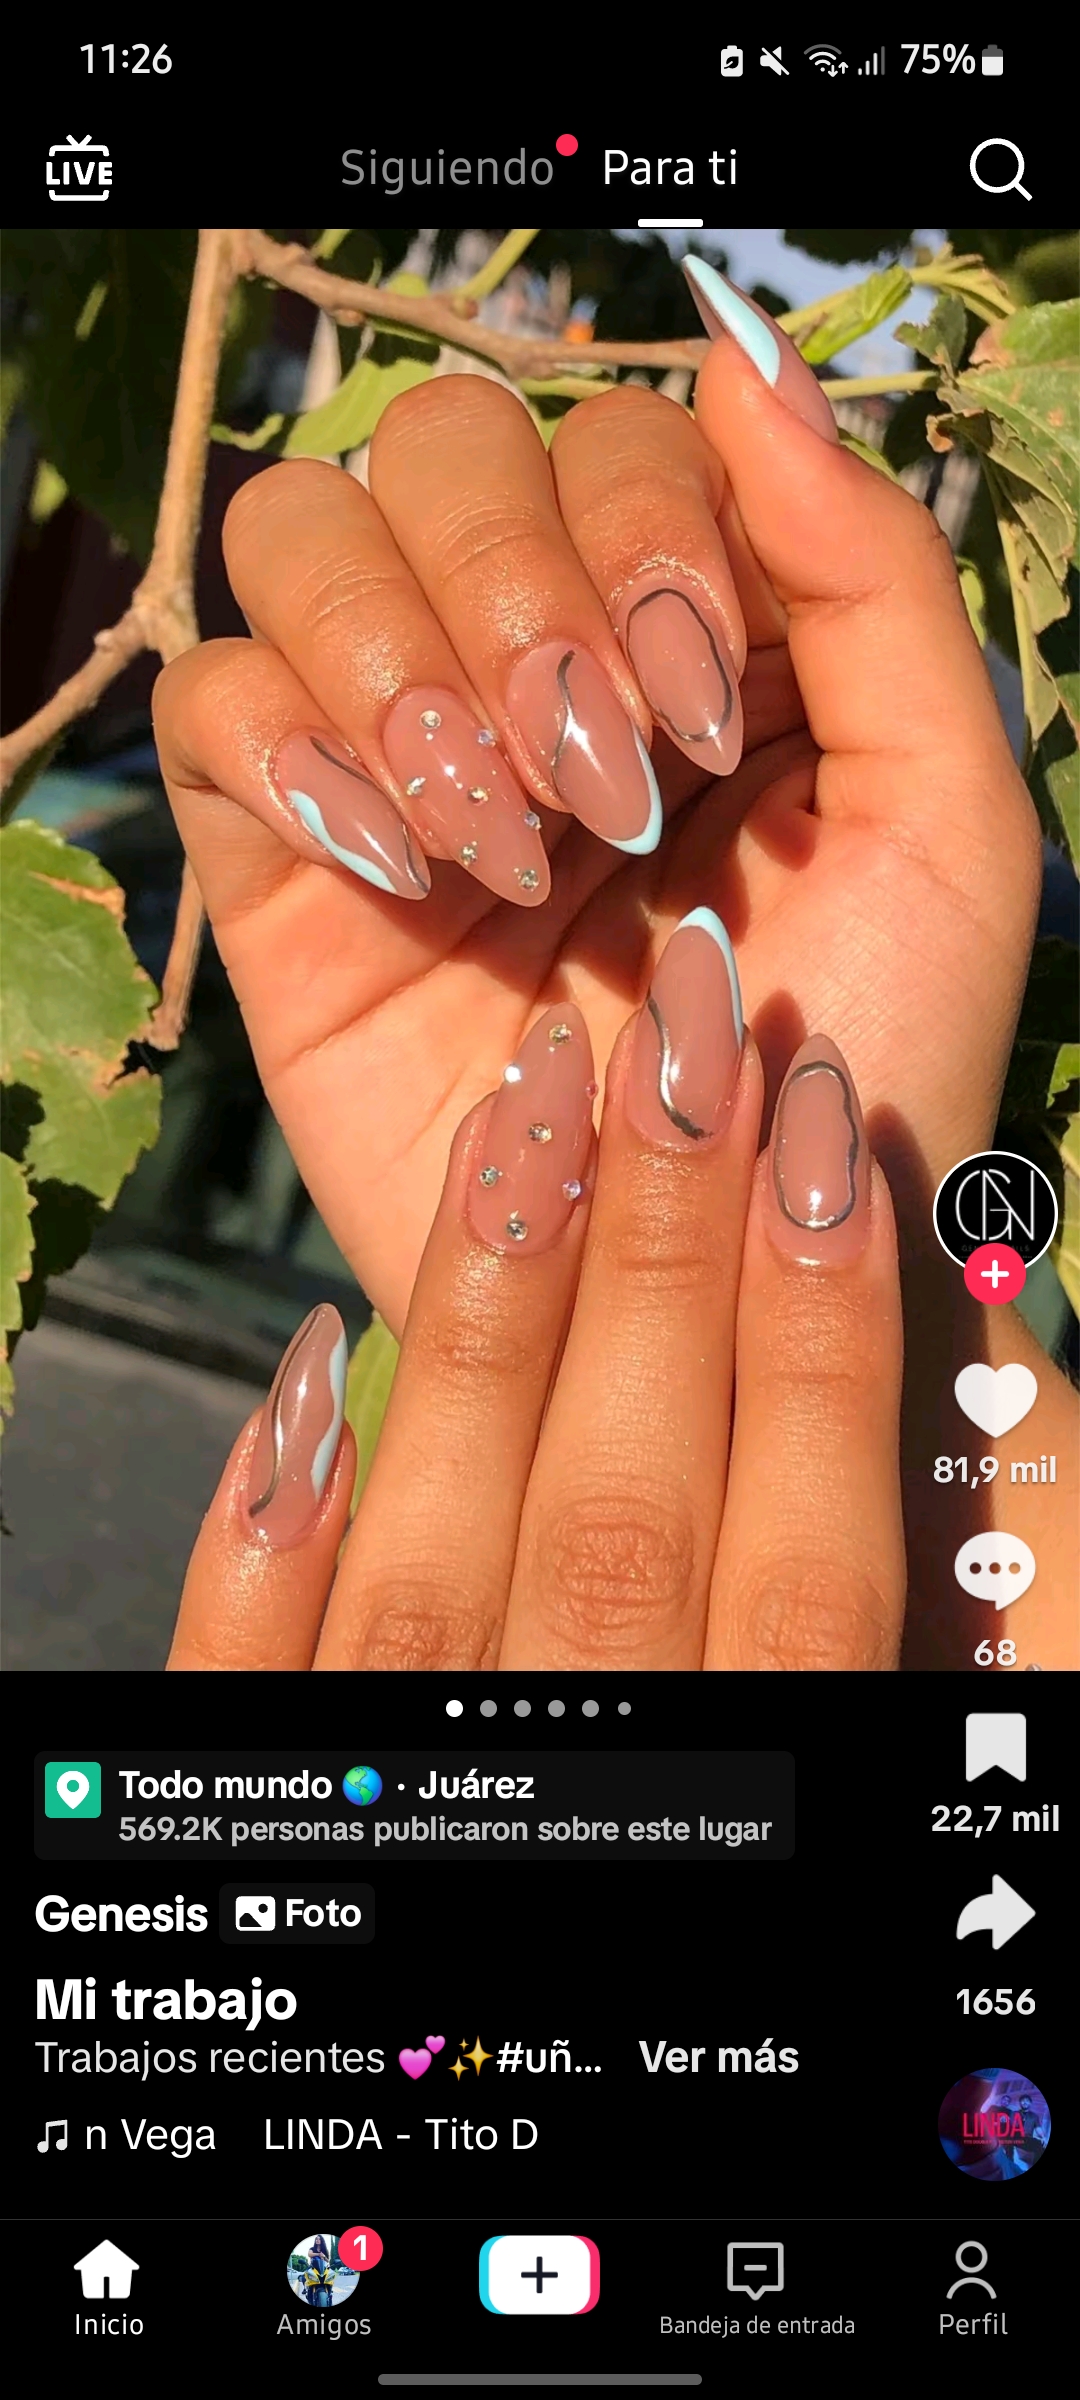 11:26
75%
LIVE
Siguiendo
Para ti
GN
81,9 mil
68
Todo mundo 🌎 · Juárez
569.2K personas publicaron sobre este lugar
22,7 mil
Genesis
Foto
1656
Mi trabajo
Trabajos recientes 💕✨#uñ... Ver más
n Vega LINDA - Tito D
LINDA
1
Inicio
Amigos
Bandeja de entrada
Perfil